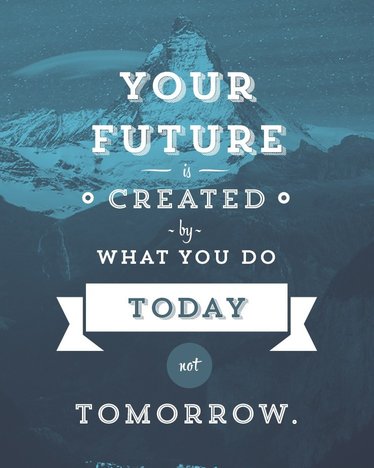 YOUR
FUTURE
is
CREATED
by
WHAT YOU DO
TODAY
not
TOMORROW.